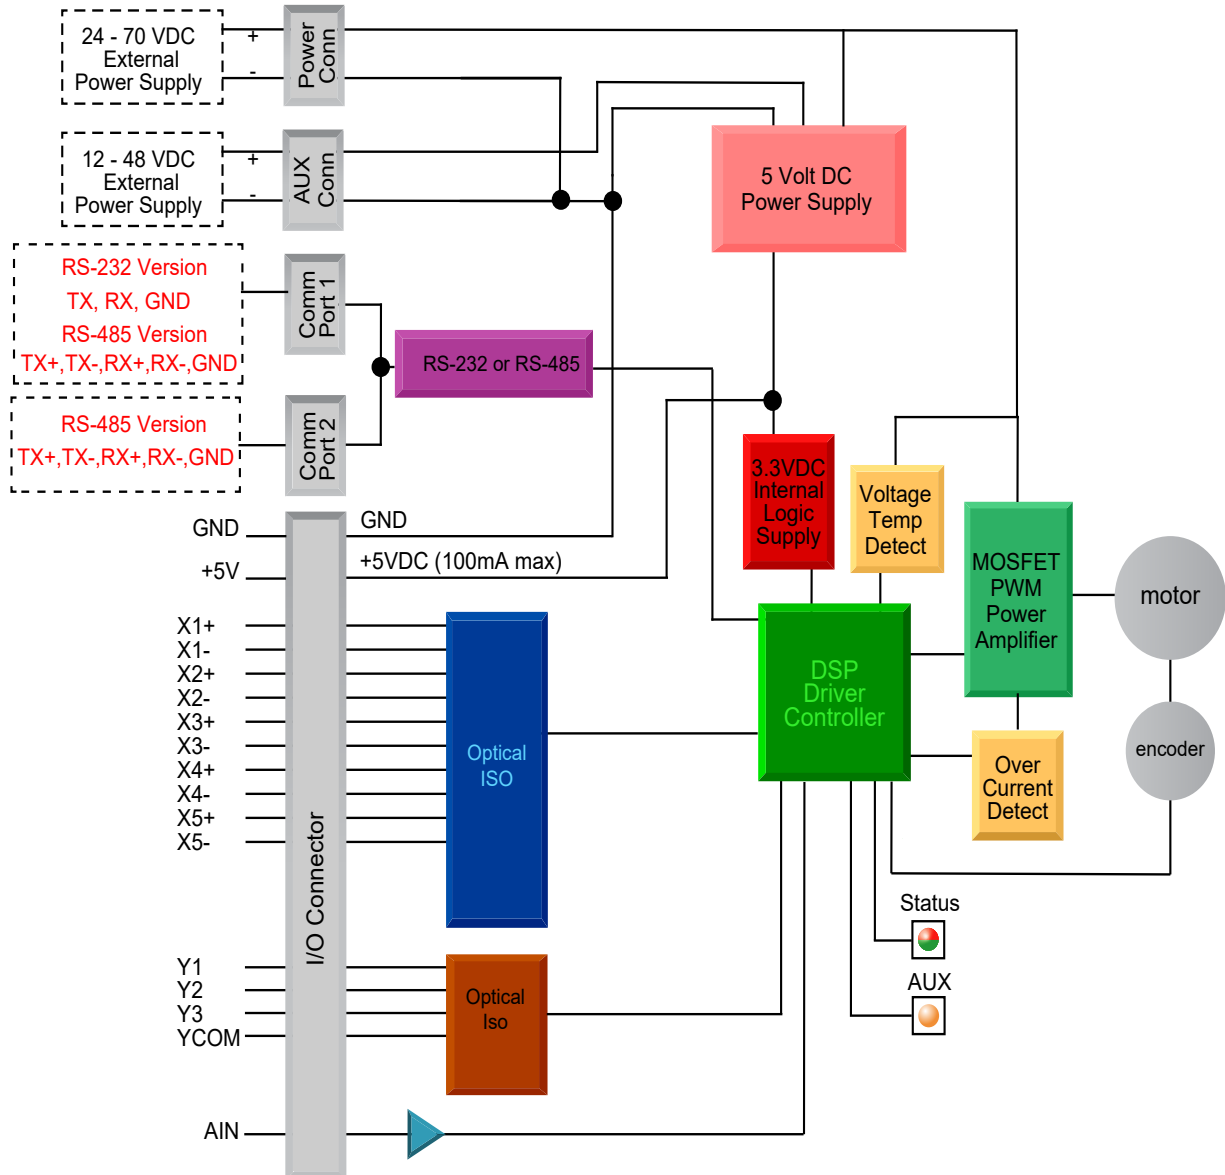 24 - 70 VDC
External
Power Supply
+
-
Power
Conn
12 - 48 VDC
External
Power Supply
+
-
AUX
Conn
5 Volt DC
Power Supply
RS-232 Version
TX, RX, GND
RS-485 Version
TX+,TX-,RX+,RX-,GND
Comm
Port 1
RS-232 or RS-485
RS-485 Version
TX+,TX-,RX+,RX-,GND
Comm
Port 2
3.3VDC
Internal
Logic
Supply
Voltage
Temp
Detect
MOSFET
PWM
Power
Amplifier
motor
encoder
GND
GND
+5V
+5VDC (100mA max)
X1+
X1-
X2+
X2-
X3+
X3-
X4+
X4-
X5+
X5-
I/O Connector
Optical
ISO
DSP
Driver
Controller
Over
Current
Detect
Status
AUX
Y1
Y2
Y3
YCOM
Optical
Iso
AIN